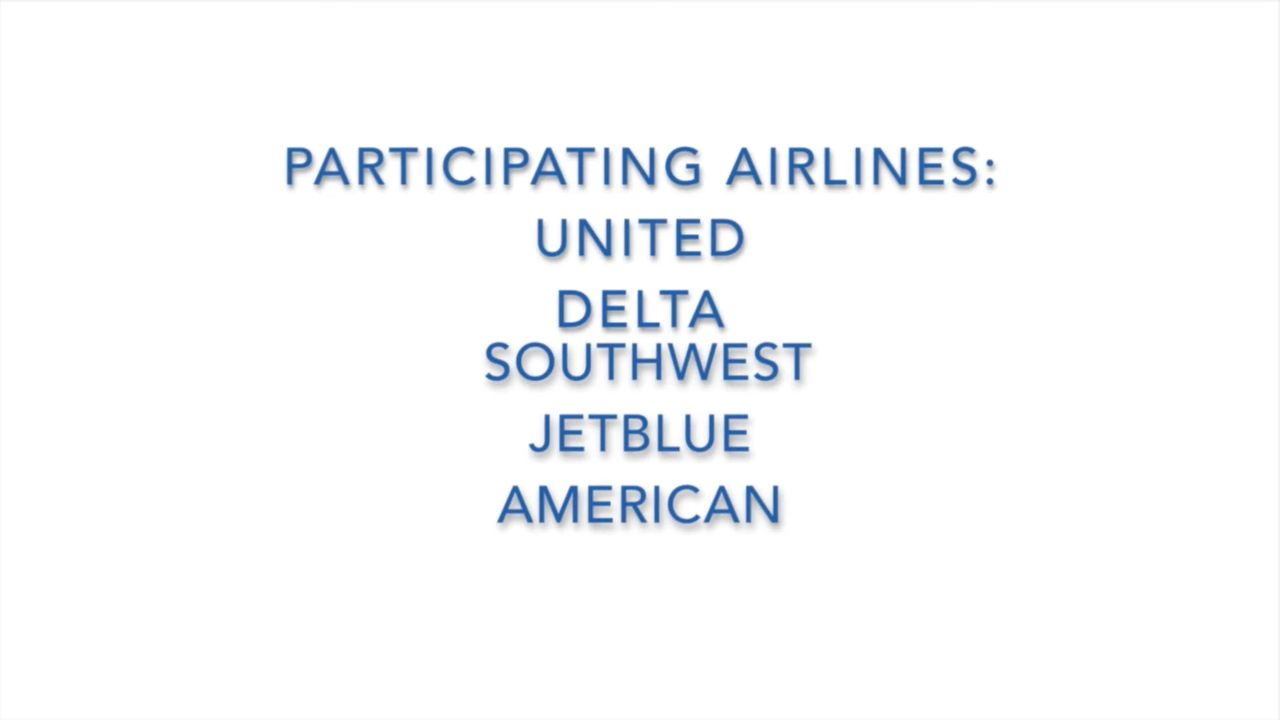 PARTICIPATING AIRLINES:
UNITED
DELTA
SOUTHWEST
JETBLUE
AMERICAN